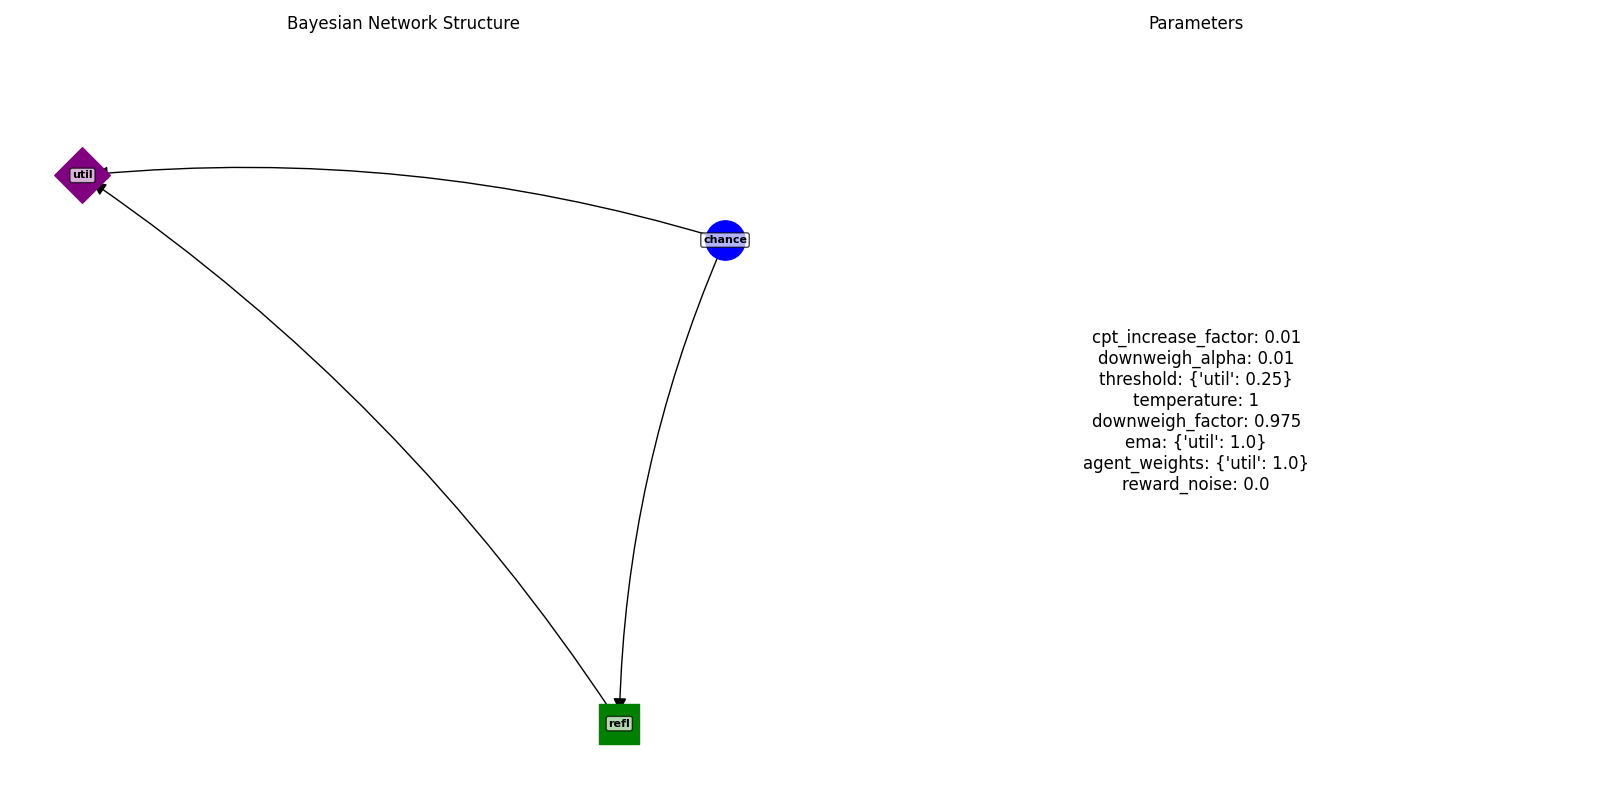 Bayesian Network Structure
Parameters
util
chance
refl
cpt_increase_factor: 0.01
downweigh_alpha: 0.01
threshold: {'util': 0.25}
temperature: 1
downweigh_factor: 0.975
ema: {'util': 1.0}
agent_weights: {'util': 1.0}
reward_noise: 0.0